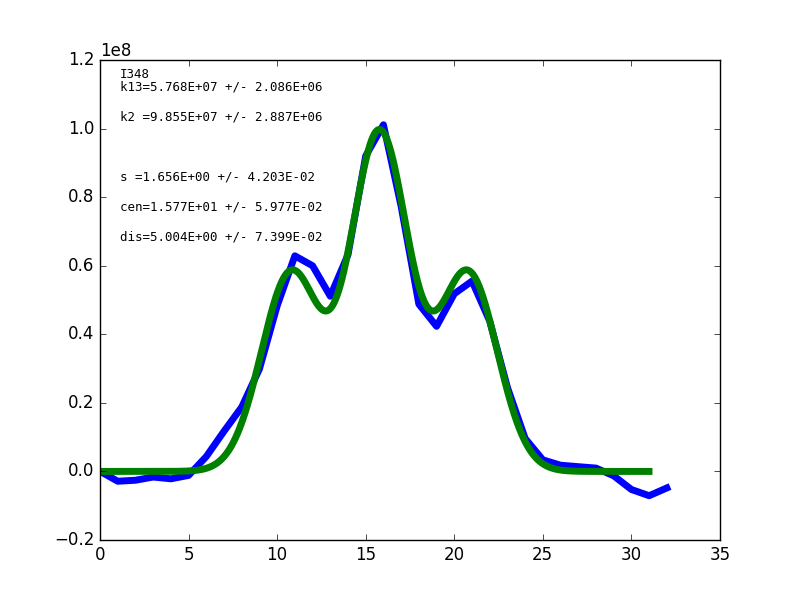 1e8
I348
k13=5.768E+07 +/- 2.086E+06
k2 =9.855E+07 +/- 2.887E+06
s =1.656E+00 +/- 4.203E-02
cen=1.577E+01 +/- 5.977E-02
dis=5.004E+00 +/- 7.399E-02
1.2
1.0
0.8
0.6
0.4
0.2
0.0
−0.2
0 5 10 15 20 25 30 35